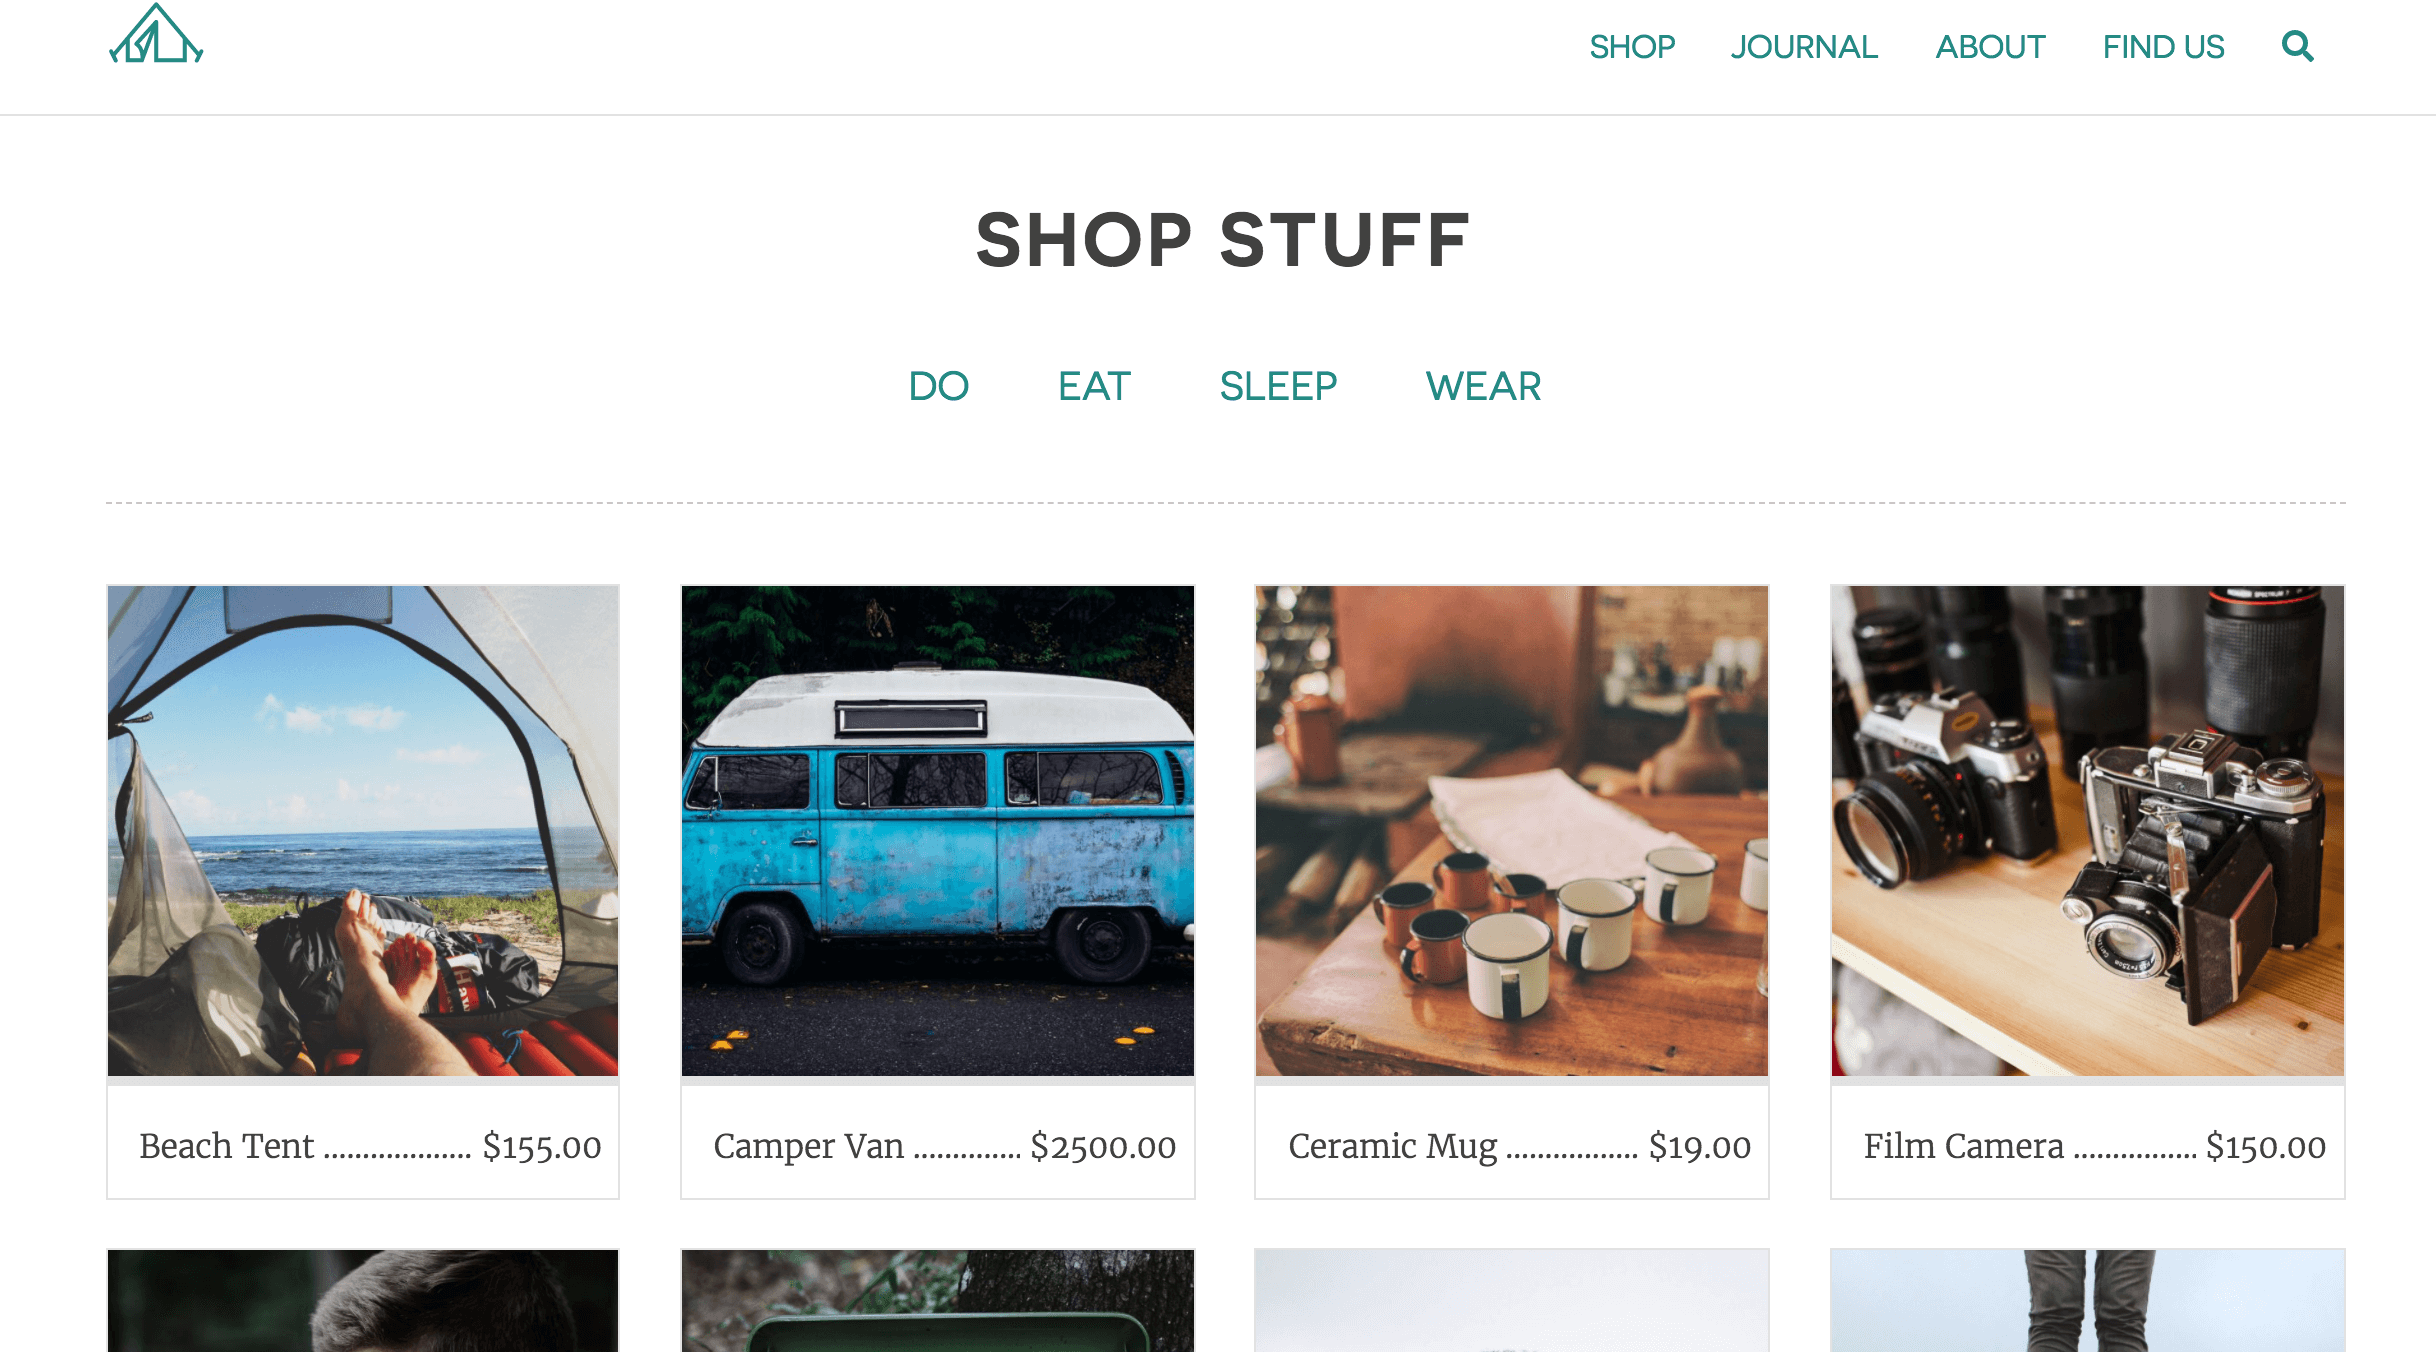 SHOP JOURNAL ABOUT FIND US
SHOP STUFF
DO EAT SLEEP WEAR
Beach Tent ................... $155.00
Camper Van .............. $2500.00
Ceramic Mug ................. $19.00
Film Camera ................ $150.00